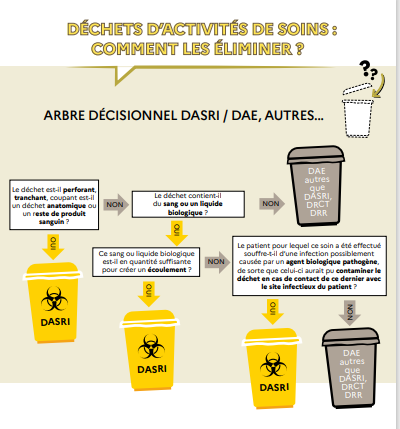 DÉCHETS D'ACTIVITÉS DE SOINS :
COMMENT LES ÉLIMINER ?
???
ARBRE DÉCISIONNEL DASRI / DAE, AUTRES...
Le déchet est-il perforant,
tranchant, coupant est-il
un déchet anatomique ou
un reste de produit
sanguin ?
NON
Le déchet contient-il
du sang ou un liquide
biologique ?
NON
DAE
autres
que
DASRI,
DRCT
DRR
OUI
OUI
DASRI
Ce sang ou liquide biologique
est-il en quantité suffisante
pour créer un écoulement ?
NON
Le patient pour lequel ce soin a été effectué
souffre-t-il d'une infection possiblement
causée par un agent biologique pathogène,
de sorte que celui-ci aurait pu contaminer le
déchet en cas de contact de ce dernier avec
le site infectieux du patient ?
OUI
DASRI
OUI
DASRI
NON
DAE
autres
que
DASRI,
DRCT
DRR